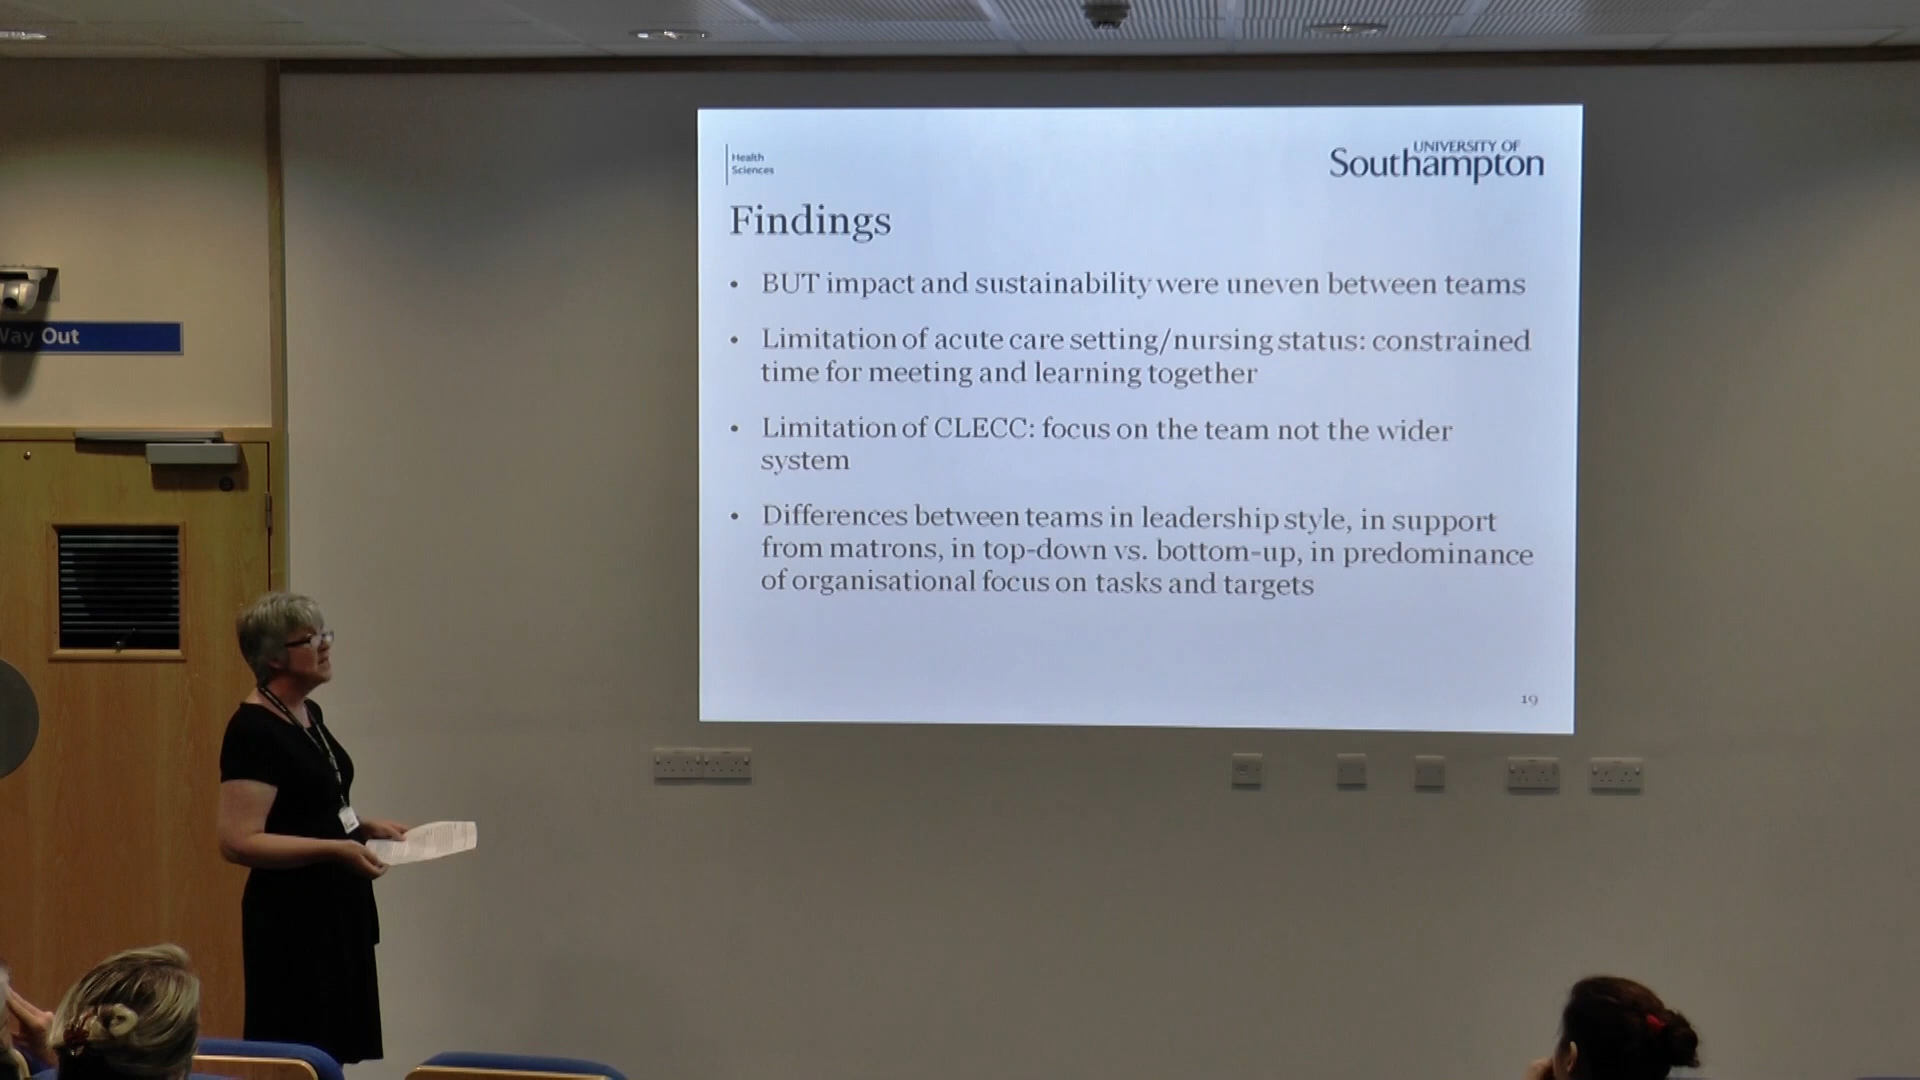 Health
Sciences
UNIVERSITY OF
Southampton
Findings
• BUT impact and sustainability were uneven between teams
• Limitation of acute care setting/nursing status: constrained
time for meeting and learning together
• Limitation of CLECC: focus on the team not the wider
system
• Differences between teams in leadership style, in support
from matrons, in top-down vs. bottom-up, in predominance
of organisational focus on tasks and targets
19
Way Out